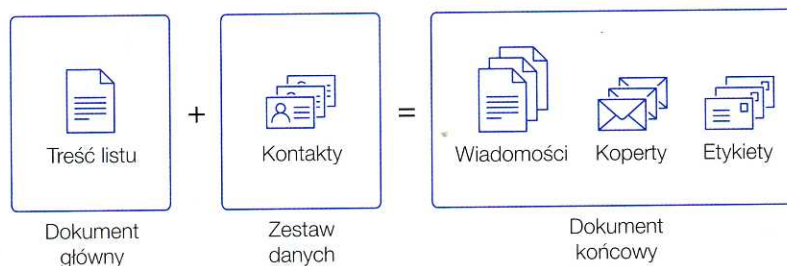 Treść listu
+
Kontakty
=
Wiadomości
Koperty
Etykiety
Dokument
główny
Zestaw
danych
Dokument
końcowy